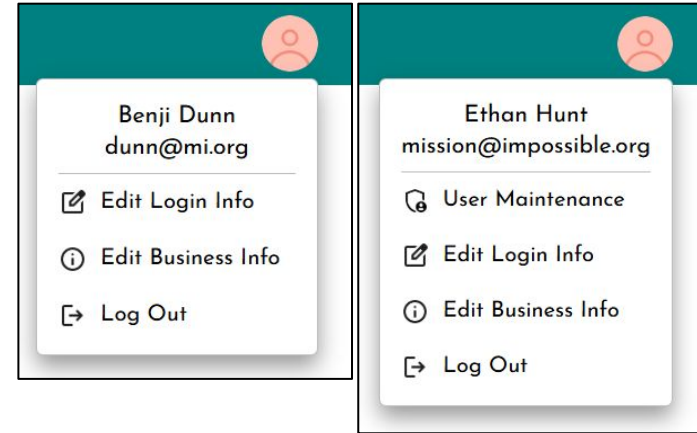 Benji Dunn
dunn@mi.org
Edit Login Info
Edit Business Info
Log Out
Ethan Hunt
mission@impossible.org
User Maintenance
Edit Login Info
Edit Business Info
Log Out